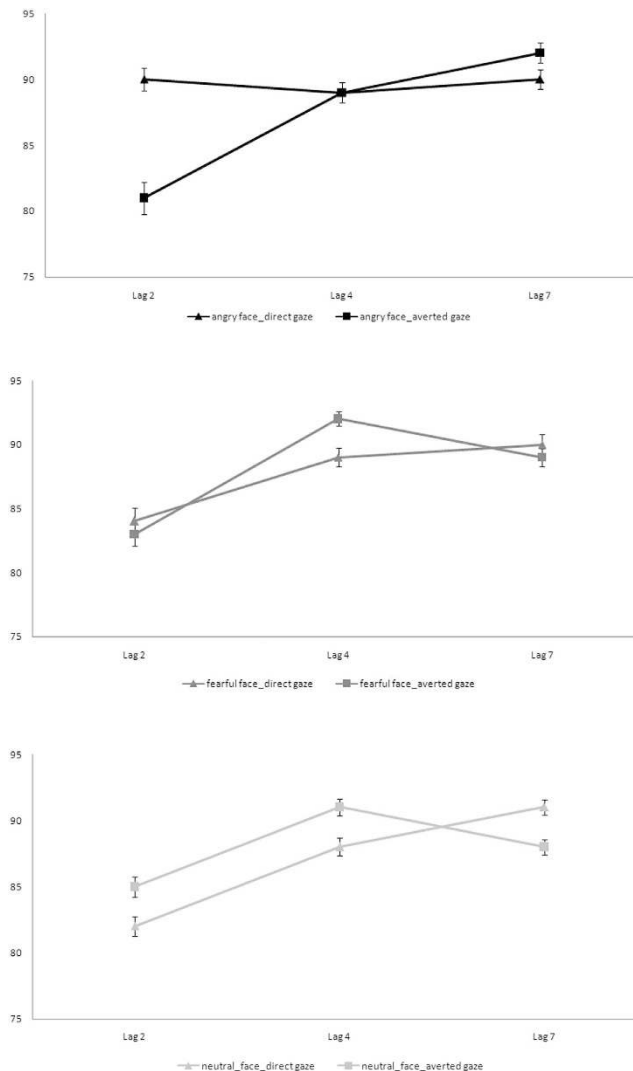 95
90
85
80
75
Lag 2
Lag 4
Lag 7
angry face_direct gaze
angry face_averted gaze
95
90
85
80
75
Lag 2
Lag 4
Lag 7
fearful face_direct gaze
fearful face_averted gaze
95
90
85
80
75
Lag 2
Lag 4
Lag 7
neutral_face_direct gaze
neutral_face_averted gaze